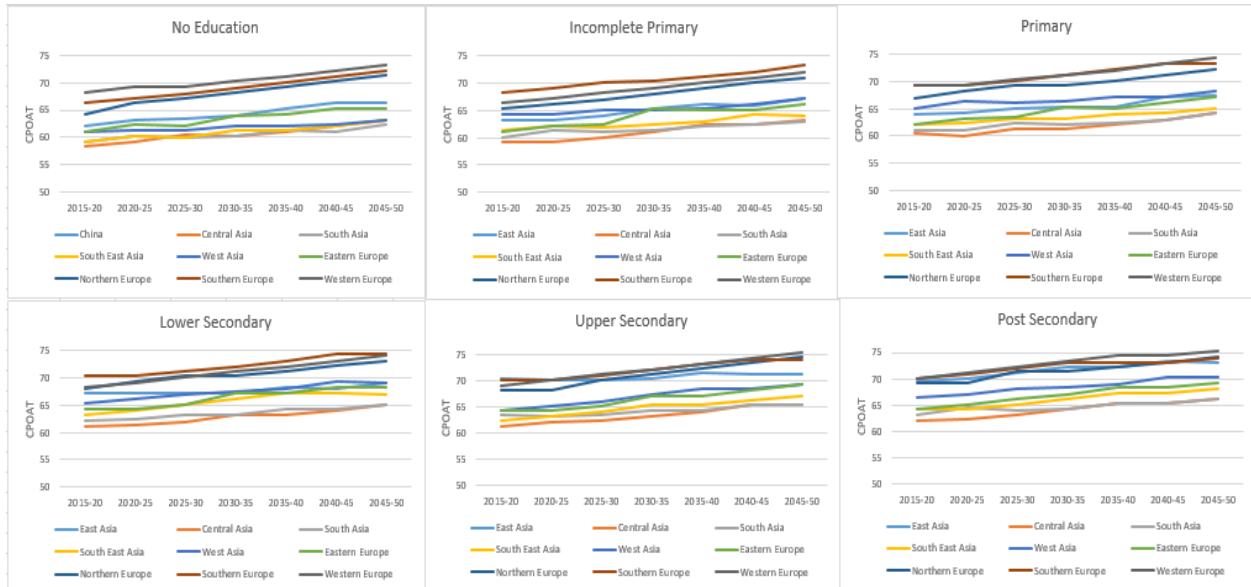 No Education
75
70
65
60
55
50
CPOAT
2015-20 2020-25 2025-30 2030-35 2035-40 2040-45 2045-50
China Central Asia South Asia
South East Asia West Asia Eastern Europe
Northern Europe Southern Europe Western Europe
Incomplete Primary
75
70
65
60
55
50
CPOAT
2015-20 2020-25 2025-30 2030-35 2035-40 2040-45 2045-50
East Asia Central Asia South Asia
South East Asia West Asia Eastern Europe
Northern Europe Southern Europe Western Europe
Primary
75
70
65
60
55
50
CPOAT
2015-20 2020-25 2025-30 2030-35 2035-40 2040-45 2045-50
East Asia Central Asia South Asia
South East Asia West Asia Eastern Europe
Northern Europe Southern Europe Western Europe
Lower Secondary
75
70
65
60
55
50
CPOAT
2015-20 2020-25 2025-30 2030-35 2035-40 2040-45 2045-50
East Asia Central Asia South Asia
South East Asia West Asia Eastern Europe
Northern Europe Southern Europe Western Europe
Upper Secondary
75
70
65
60
55
50
CPOAT
2015-20 2020-25 2025-30 2030-35 2035-40 2040-45 2045-50
East Asia Central Asia South Asia
South East Asia West Asia Eastern Europe
Northern Europe Southern Europe Western Europe
Post Secondary
75
70
65
60
55
50
CPOAT
2015-20 2020-25 2025-30 2030-35 2035-40 2040-45 2045-50
East Asia Central Asia South Asia
South East Asia West Asia Eastern Europe
Northern Europe Southern Europe Western Europe